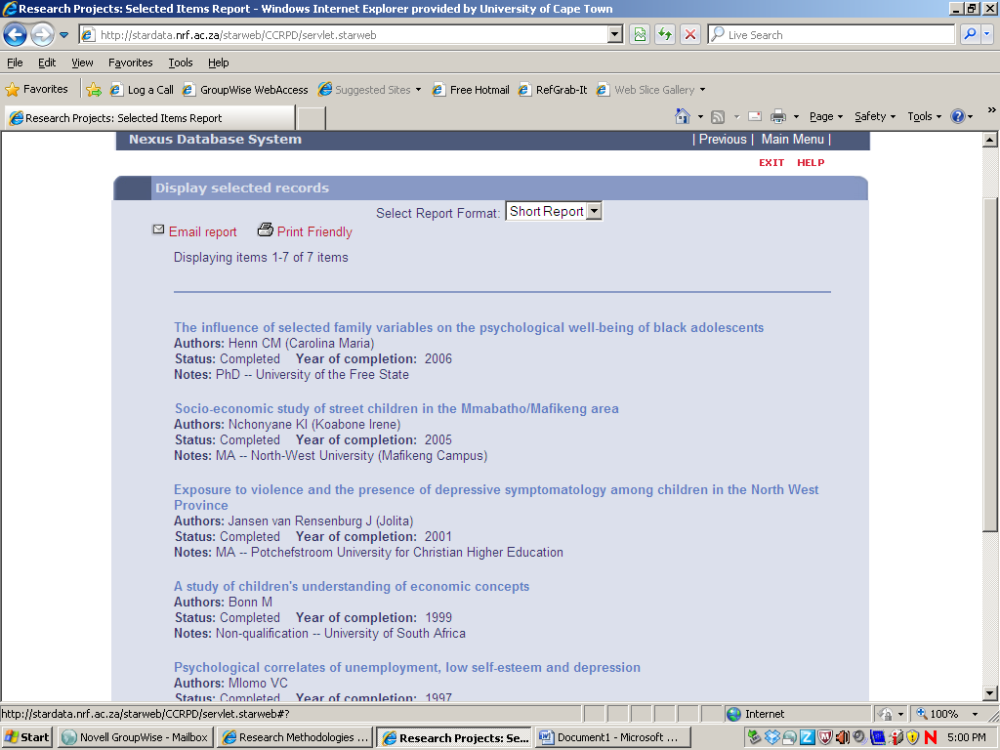 Research Projects: Selected Items Report - Windows Internet Explorer provided by University of Cape Town
http://stardata.nrf.ac.za/starweb/CCRPD/servlet.starweb
Live Search
File Edit View Favorites Tools Help
Favorites Log a Call GroupWise WebAccess Suggested Sites Free Hotmail RefGrab-It Web Slice Gallery
Research Projects: Selected Items Report Page Safety Tools
Nexus Database System | Previous | Main Menu |
EXIT HELP
Display selected records
Select Report Format: Short Report
Email report Print Friendly
Displaying items 1-7 of 7 items
The influence of selected family variables on the psychological well-being of black adolescents
Authors: Henn CM (Carolina Maria)
Status: Completed Year of completion: 2006
Notes: PhD -- University of the Free State
Socio-economic study of street children in the Mmabatho/Mafikeng area
Authors: Nchonyane KI (Koabone Irene)
Status: Completed Year of completion: 2005
Notes: MA -- North-West University (Mafikeng Campus)
Exposure to violence and the presence of depressive symptomatology among children in the North West
Province
Authors: Jansen van Rensenburg J (Jolita)
Status: Completed Year of completion: 2001
Notes: MA -- Potchefstroom University for Christian Higher Education
A study of children's understanding of economic concepts
Authors: Bonn M
Status: Completed Year of completion: 1999
Notes: Non-qualification -- University of South Africa
Psychological correlates of unemployment, low self-esteem and depression
Authors: Mlomo VC
Status: Completed Year of completion: 1997
http://stardata.nrf.ac.za/starweb/CCRPD/servlet.starweb#? Internet 100%
Start Novell GroupWise - Mailbox Research Methodologies ... Research Projects: Se... Document1 - Microsoft ... 5:00 PM